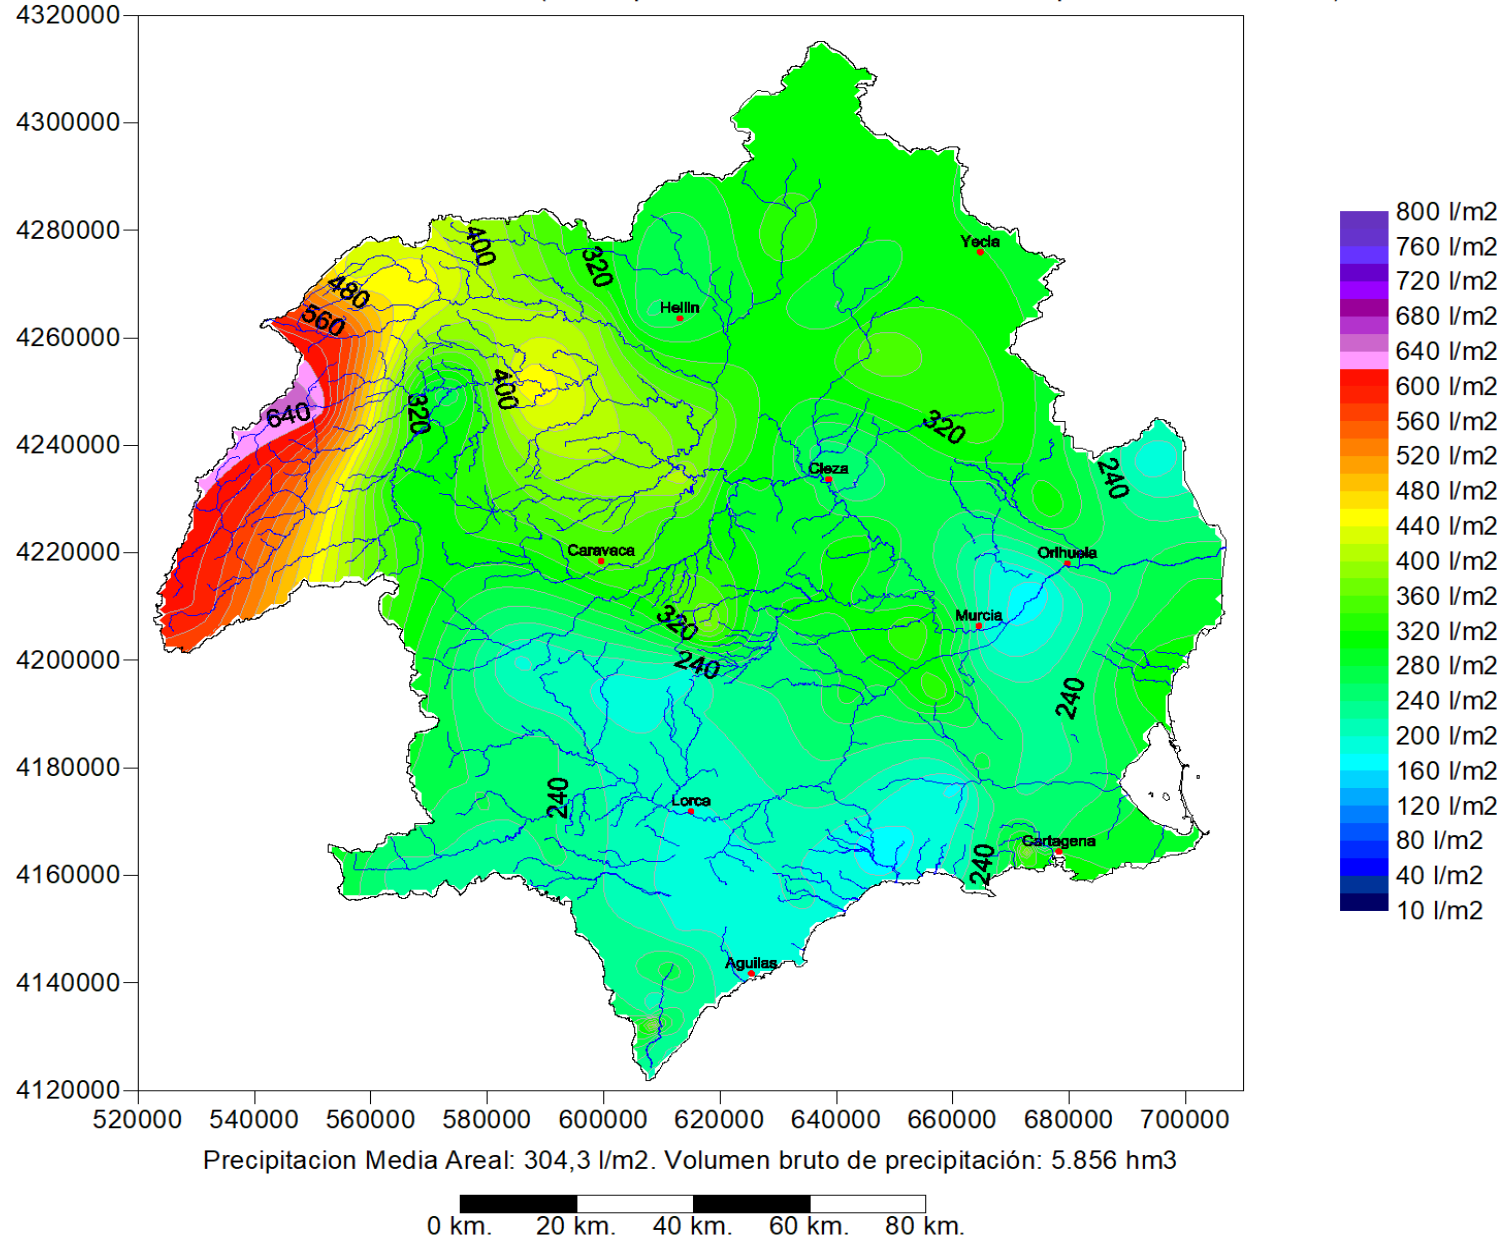 4320000
4300000
4280000
4260000
4240000
4220000
4200000
4180000
4160000
4140000
4120000
520000 540000 560000 580000 600000 620000 640000 660000 680000 700000
400
320
480
560
640
320
400
320
240
320
240
240
240
240
Yecla
Hellin
Cieza
Caravaca
Orihuela
Murcia
Lorca
Cartagena
Aguilas
800 l/m2
760 l/m2
720 l/m2
680 l/m2
640 l/m2
600 l/m2
560 l/m2
520 l/m2
480 l/m2
440 l/m2
400 l/m2
360 l/m2
320 l/m2
280 l/m2
240 l/m2
200 l/m2
160 l/m2
120 l/m2
80 l/m2
40 l/m2
10 l/m2
Precipitacion Media Areal: 304,3 l/m2. Volumen bruto de precipitación: 5.856 hm3
0 km. 20 km. 40 km. 60 km. 80 km.